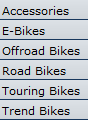 Accessories
E-Bikes
Offroad Bikes
Road Bikes
Touring Bikes
Trend Bikes